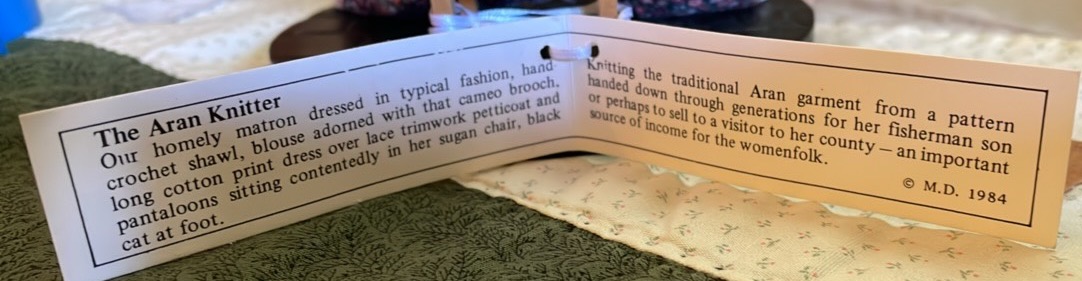 The Aran Knitter
Our homely matron dressed in typical fashion, hand-
crochet shawl, blouse adorned with that cameo brooch,
long cotton print dress over lace trimwork petticoat and
pantaloons sitting contentedly in her sugan chair, black
cat at foot.
Knitting the traditional Aran garment from a pattern
handed down through generations for her fisherman son
or perhaps to sell to a visitor to her county — an important
source of income for the womenfolk.
© M.D. 1984